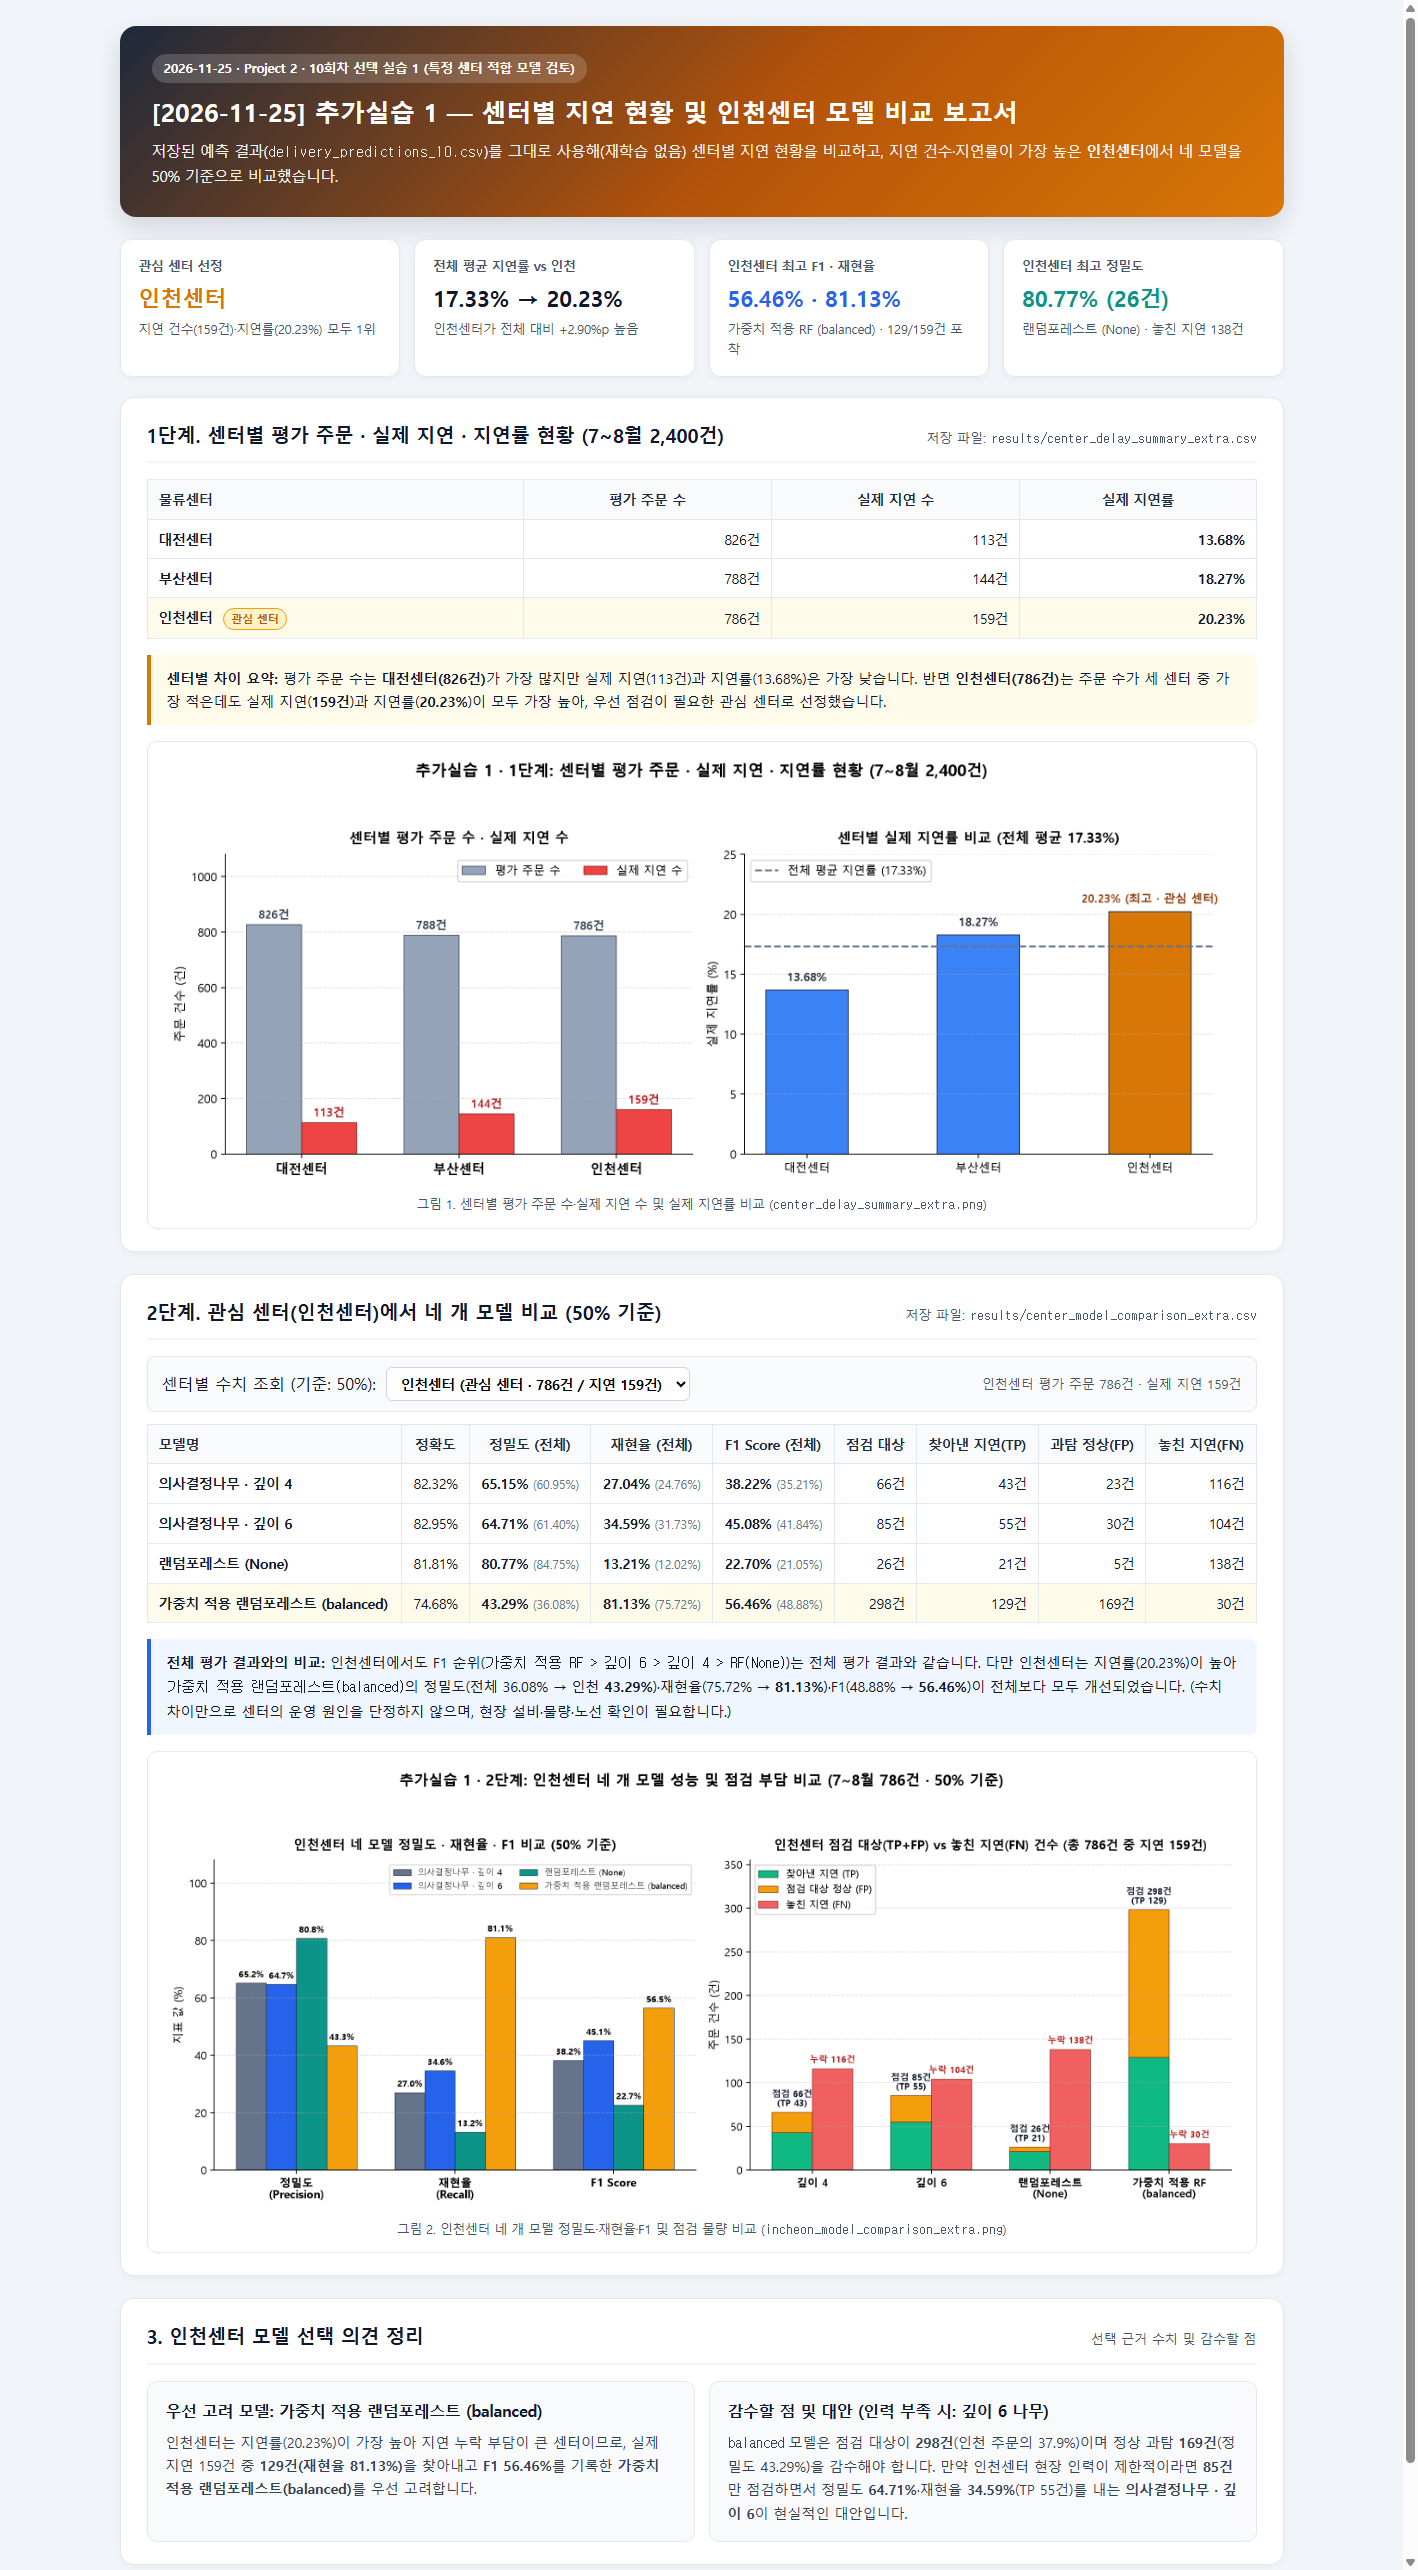 2026-11-25 · Project 2 · 10회차 선택 실습 1 (특정 센터 적합 모델 검토)
[2026-11-25] 추가실습 1 — 센터별 지연 현황 및 인천센터 모델 비교 보고서
저장된 예측 결과(delivery_predictions_10.csv)를 그대로 사용해(재학습 없음) 센터별 지연 현황을 비교하고, 지연 건수·지연률이 가장 높은 인천센터에서 네 모델을
50% 기준으로 비교했습니다.
관심 센터 선정
인천센터
지연 건수(159건)·지연률(20.23%) 모두 1위
전체 평균 지연률 vs 인천
17.33% → 20.23%
인천센터가 전체 대비 +2.90%p 높음
인천센터 최고 F1 · 재현율
56.46% · 81.13%
가중치 적용 RF (balanced) · 129/159건 포
착
인천센터 최고 정밀도
80.77% (26건)
랜덤포레스트 (None) · 놓친 지연 138건
1단계. 센터별 평가 주문 · 실제 지연 · 지연률 현황 (7~8월 2,400건)
저장 파일: results/center_delay_summary_extra.csv
물류센터 평가 주문 수 실제 지연 수 실제 지연률
대전센터 826건 113건 13.68%
부산센터 788건 144건 18.27%
인천센터 관심 센터 786건 159건 20.23%
센터별 차이 요약: 평가 주문 수는 대전센터(826건)가 가장 많지만 실제 지연(113건)과 지연률(13.68%)은 가장 낮습니다. 반면 인천센터(786건)는 주문 수가 세 센터 중 가
장 적은데도 실제 지연(159건)과 지연률(20.23%)이 모두 가장 높아, 우선 점검이 필요한 관심 센터로 선정했습니다.
추가실습 1 · 1단계: 센터별 평가 주문 · 실제 지연 · 지연률 현황 (7~8월 2,400건)
센터별 평가 주문 수 · 실제 지연 수
평가 주문 수 실제 지연 수
주문 건수 (건)
1000
800
600
400
200
0
826건
113건
788건
144건
786건
159건
대전센터 부산센터 인천센터
센터별 실제 지연률 비교 (전체 평균 17.33%)
전체 평균 지연률 (17.33%)
실제 지연률 (%)
25
20
15
10
5
0
13.68%
18.27%
20.23% (최고 · 관심 센터)
대전센터 부산센터 인천센터
그림 1. 센터별 평가 주문 수·실제 지연 수 및 실제 지연률 비교 (center_delay_summary_extra.png)
2단계. 관심 센터(인천센터)에서 네 개 모델 비교 (50% 기준)
저장 파일: results/center_model_comparison_extra.csv
센터별 수치 조회 (기준: 50%): 인천센터 (관심 센터 · 786건 / 지연 159건)
인천센터 평가 주문 786건 · 실제 지연 159건
모델명 정확도 정밀도 (전체) 재현율 (전체) F1 Score (전체) 점검 대상 찾아낸 지연(TP) 과탐 정상(FP) 놓친 지연(FN)
의사결정나무 · 깊이 4 82.32% 65.15% (60.95%) 27.04% (24.76%) 38.22% (35.21%) 66건 43건 23건 116건
의사결정나무 · 깊이 6 82.95% 64.71% (61.40%) 34.59% (31.73%) 45.08% (41.84%) 85건 55건 30건 104건
랜덤포레스트 (None) 81.81% 80.77% (84.75%) 13.21% (12.02%) 22.70% (21.05%) 26건 21건 5건 138건
가중치 적용 랜덤포레스트 (balanced) 74.68% 43.29% (36.08%) 81.13% (75.72%) 56.46% (48.88%) 298건 129건 169건 30건
전체 평가 결과와의 비교: 인천센터에서도 F1 순위(가중치 적용 RF > 깊이 6 > 깊이 4 > RF(None))는 전체 평가 결과와 같습니다. 다만 인천센터는 지연률(20.23%)이 높아
가중치 적용 랜덤포레스트(balanced)의 정밀도(전체 36.08% → 인천 43.29%)·재현율(75.72% → 81.13%)·F1(48.88% → 56.46%)이 전체보다 모두 개선되었습니다. (수치
차이만으로 센터의 운영 원인을 단정하지 않으며, 현장 설비·물량·노선 확인이 필요합니다.)
추가실습 1 · 2단계: 인천센터 네 개 모델 성능 및 점검 부담 비교 (7~8월 786건 · 50% 기준)
인천센터 네 모델 정밀도 · 재현율 · F1 비교 (50% 기준)
의사결정나무 · 깊이 4 랜덤포레스트 (None)
의사결정나무 · 깊이 6 가중치 적용 랜덤포레스트 (balanced)
지표 값 (%)
100
80
60
40
20
0
65.2% 64.7% 80.8% 43.3%
27.0% 34.6% 13.2% 81.1%
38.2% 45.1% 22.7% 56.5%
정밀도 재현율 F1 Score
(Precision) (Recall)
인천센터 점검 대상(TP+FP) vs 놓친 지연(FN) 건수 (총 786건 중 지연 159건)
찾아낸 지연 (TP)
점검 대상 정상 (FP)
놓친 지연 (FN)
주문 건수 (건)
350
300
250
200
150
100
50
0
점검 66건
(TP 43)
누락 116건
점검 85건
(TP 55)
누락 104건
점검 26건
(TP 21)
누락 138건
점검 298건
(TP 129)
누락 30건
깊이 4 깊이 6 랜덤포레스트 가중치 적용 RF
(None) (balanced)
그림 2. 인천센터 네 개 모델 정밀도·재현율·F1 및 점검 물량 비교 (incheon_model_comparison_extra.png)
3. 인천센터 모델 선택 의견 정리
선택 근거 수치 및 감수할 점
우선 고려 모델: 가중치 적용 랜덤포레스트 (balanced)
인천센터는 지연률(20.23%)이 가장 높아 지연 누락 부담이 큰 센터이므로, 실제
지연 159건 중 129건(재현율 81.13%)을 찾아내고 F1 56.46%를 기록한 가중치
적용 랜덤포레스트(balanced)를 우선 고려합니다.
감수할 점 및 대안 (인력 부족 시: 깊이 6 나무)
balanced 모델은 점검 대상이 298건(인천 주문의 37.9%)이며 정상 과탐 169건(정
밀도 43.29%)을 감수해야 합니다. 만약 인천센터 현장 인력이 제한적이라면 85건
만 점검하면서 정밀도 64.71%·재현율 34.59%(TP 55건)를 내는 의사결정나무 · 깊
이 6이 현실적인 대안입니다.